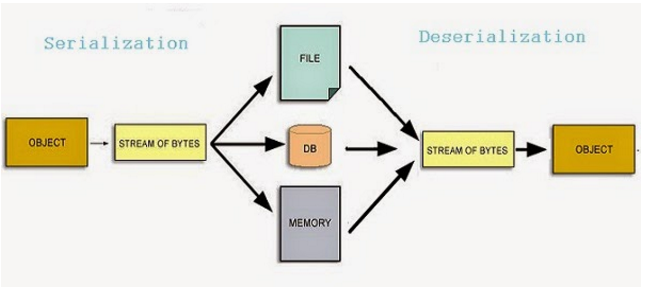 Serialization
Deserialization
FILE
OBJECT
STREAM OF BYTES
DB
STREAM OF BYTES
OBJECT
MEMORY